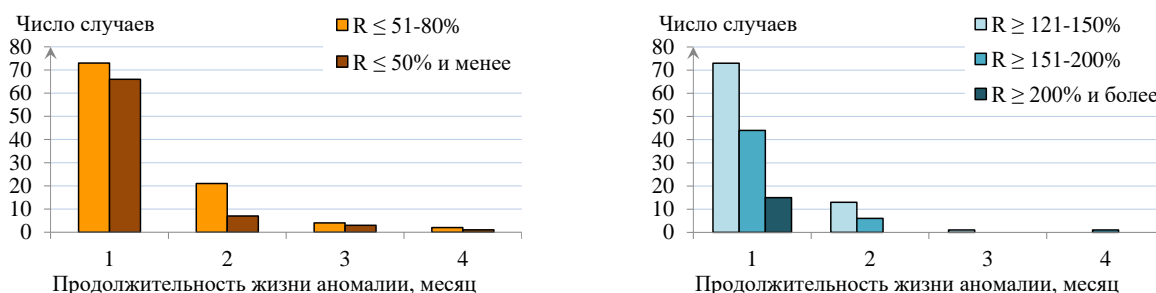 Число случаев
80
70
60
50
40
30
20
10
0
R ≤ 51-80%
R ≤ 50% и менее
1 2 3 4
Продолжительность жизни аномалии, месяц
Число случаев
80
70
60
50
40
30
20
10
0
R ≥ 121-150%
R ≥ 151-200%
R ≥ 200% и более
1 2 3 4
Продолжительность жизни аномалии, месяц